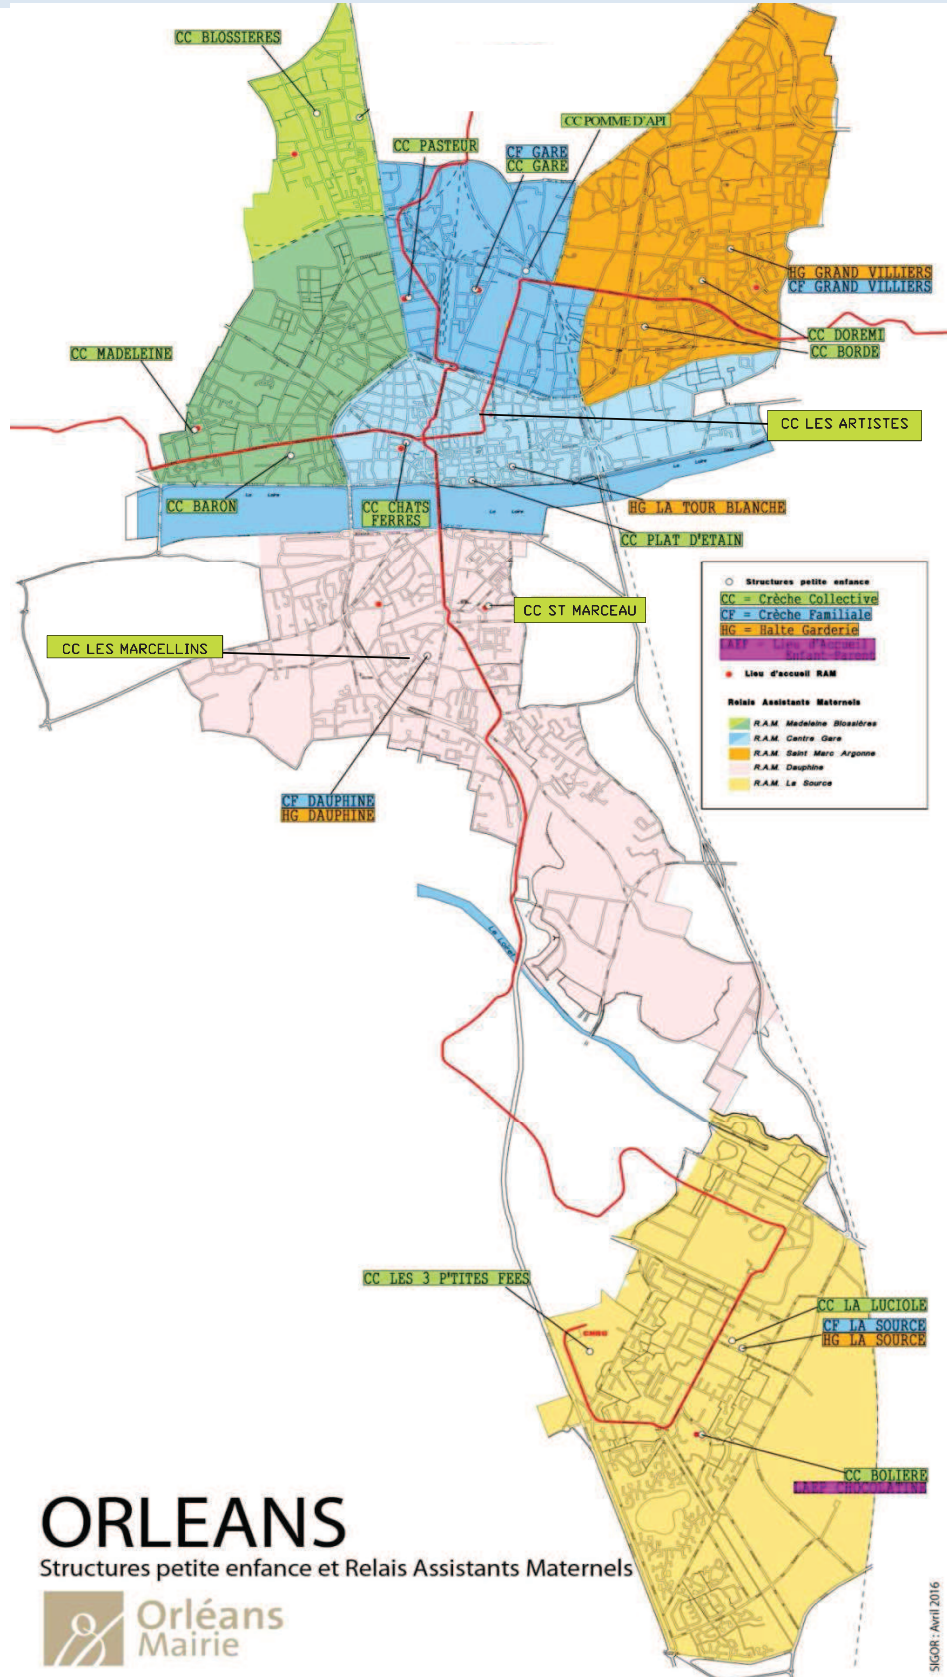 CC BLOSSIERES
CC POMME D'API
CC PASTEUR
CF GARE
CC GARE
HG GRAND VILLIERS
CF GRAND VILLIERS
CC DOREMI
CC BORDE
CC MADELEINE
CC LES ARTISTES
CC BARON
CC CHATS
FERRES
HG LA TOUR BLANCHE
CC PLAT D'ETAIN
La Loire
La Loire
La Loire
CC ST MARCEAU
CC LES MARCELLINS
CF DAUPHINE
HG DAUPHINE
Structures petite enfance
CC = Crèche Collective
CF = Crèche Familiale
HG = Halte Garderie
LAEP = Lieu d'Accueil
Enfant-Parent
Lieu d'accueil RAM
Relais Assistants Maternels
R.A.M. Madeleine Blossières
R.A.M. Centre Gare
R.A.M. Saint Marc Argonne
R.A.M. Dauphine
R.A.M. La Source
Le Loiret
CC LES 3 P'TITES FEES
CC LA LUCIOLE
CF LA SOURCE
HG LA SOURCE
CC BOLIERE
LAEP CHOCOLATINE
ORLEANS
Structures petite enfance et Relais Assistants Maternels
Orléans
Mairie
SIGOR : Avril 2016